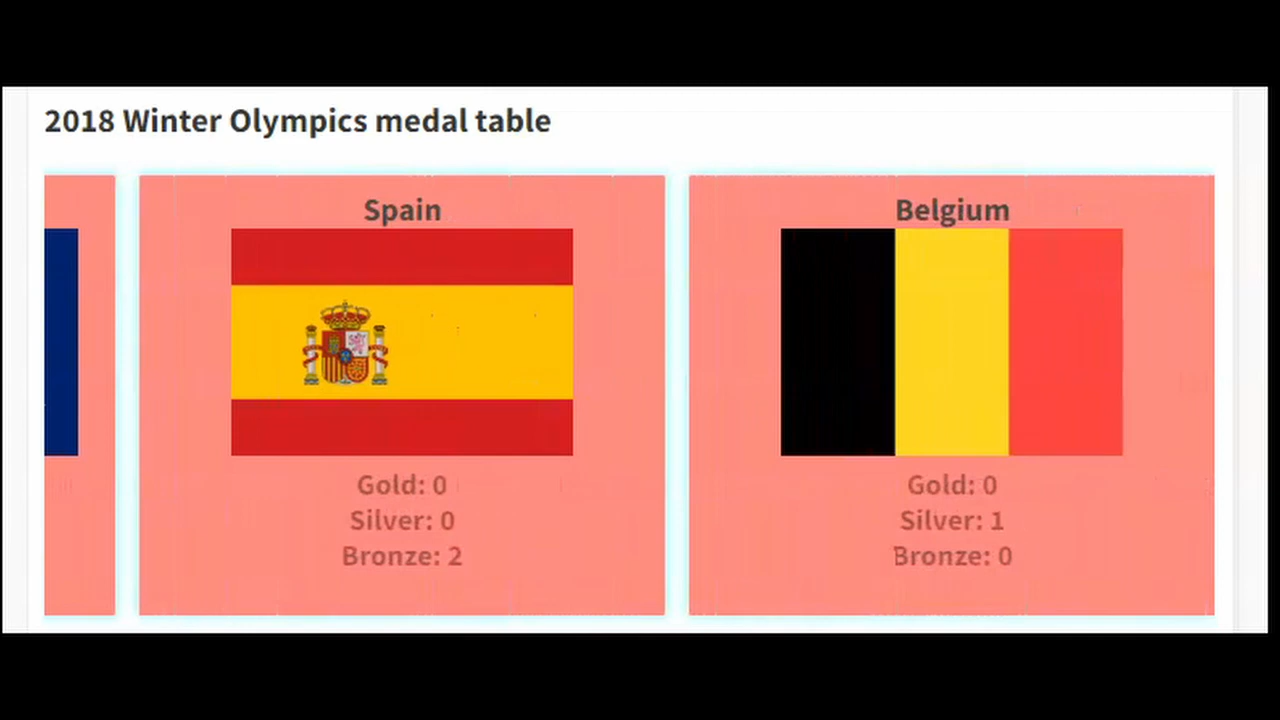 2018 Winter Olympics medal table
Spain
Gold: 0
Silver: 0
Bronze: 2
Belgium
Gold: 0
Silver: 1
Bronze: 0